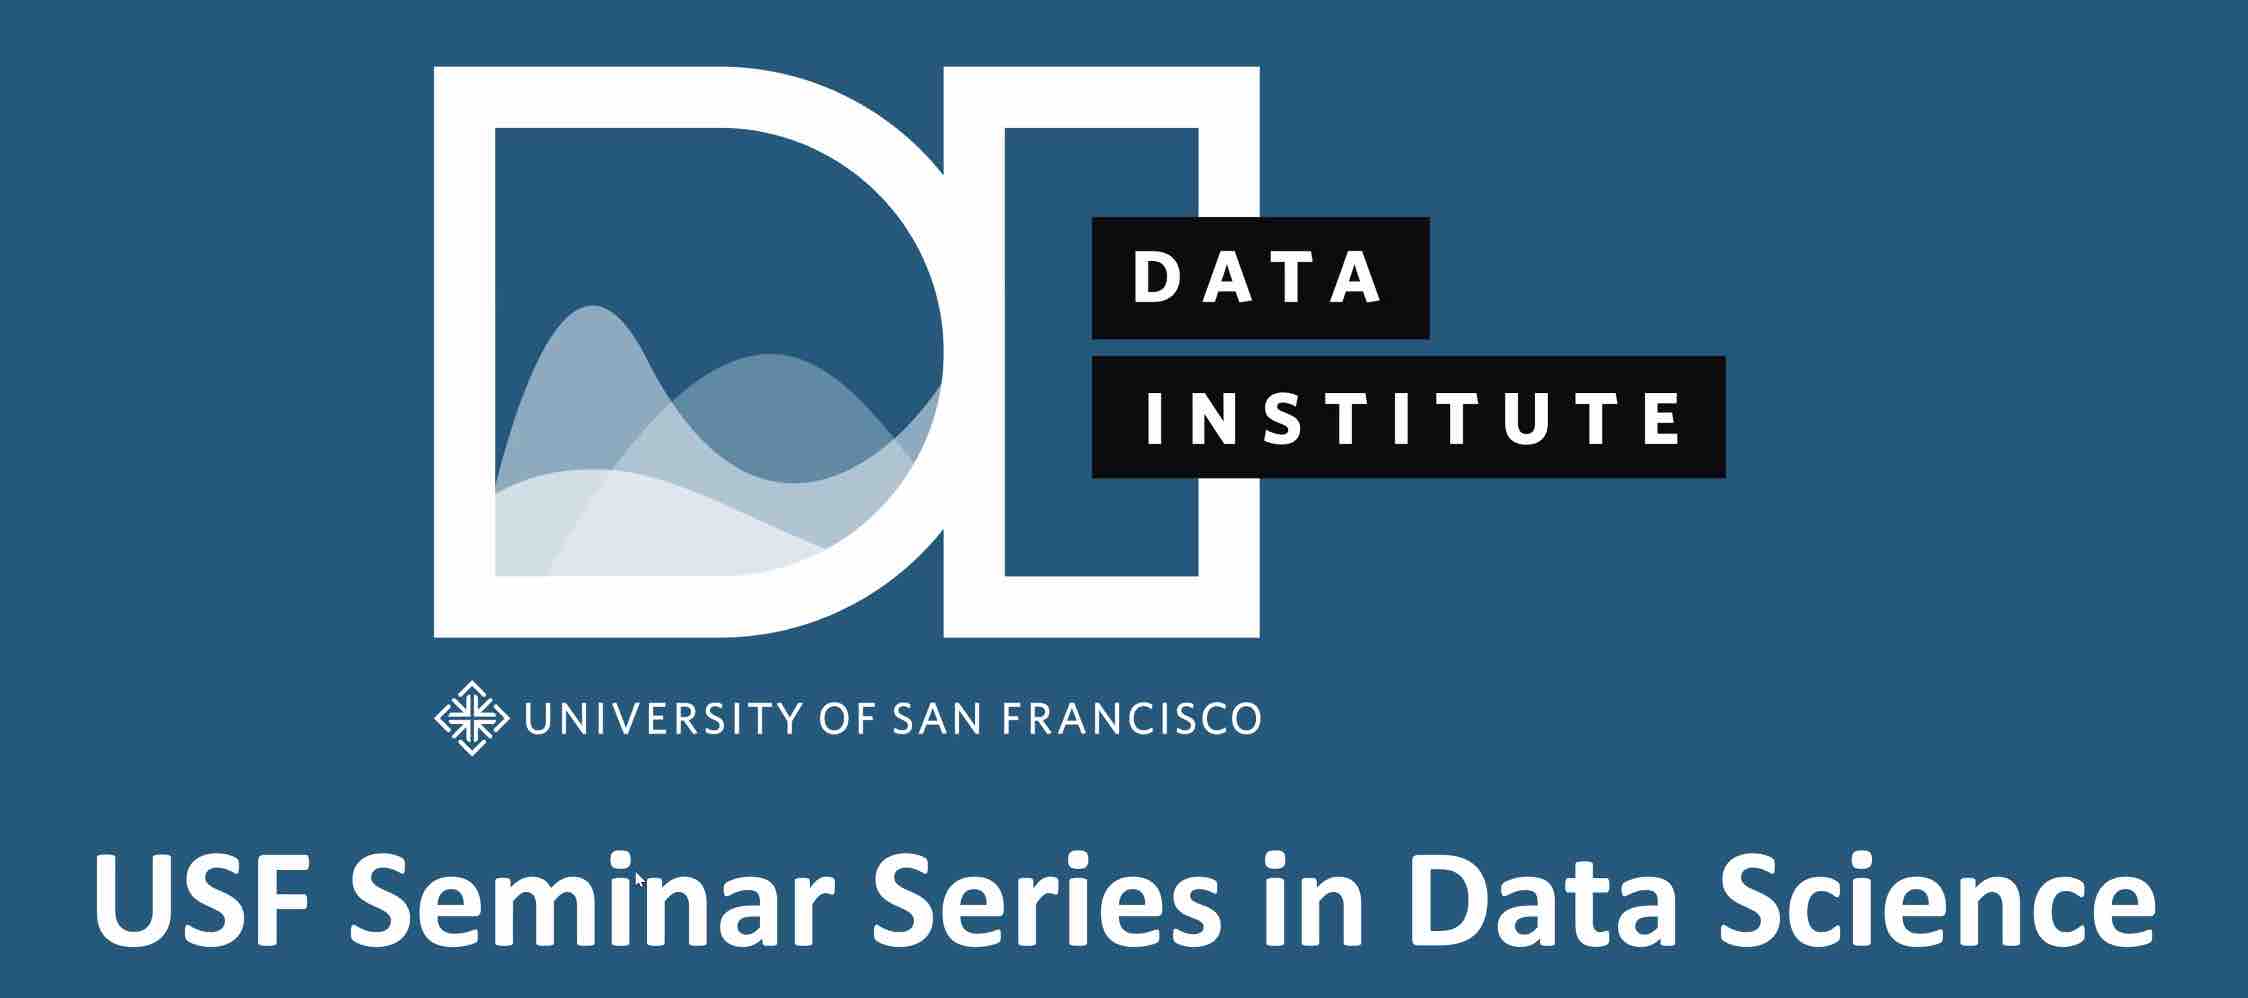 DATA
INSTITUTE
UNIVERSITY OF SAN FRANCISCO
USF Seminar Series in Data Science